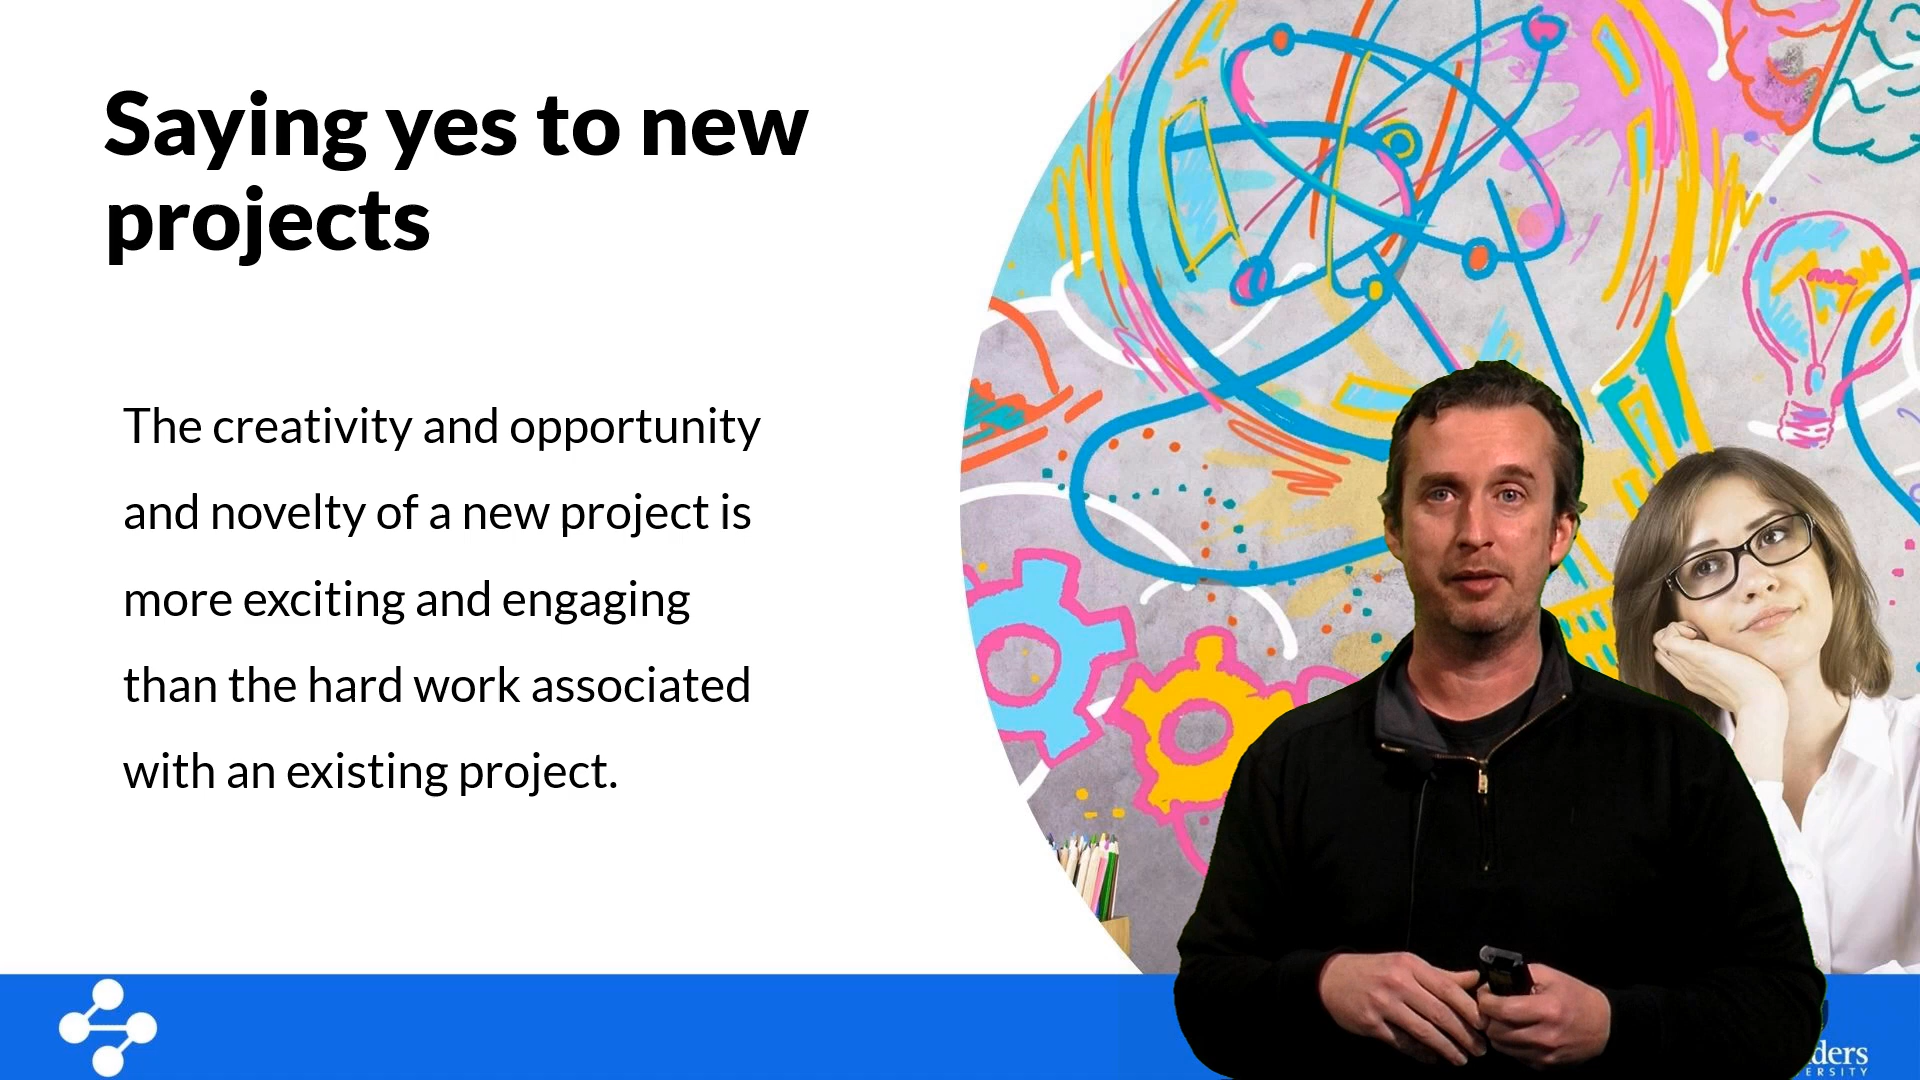 Saying yes to new
projects
The creativity and opportunity
and novelty of a new project is
more exciting and engaging
than the hard work associated
with an existing project.